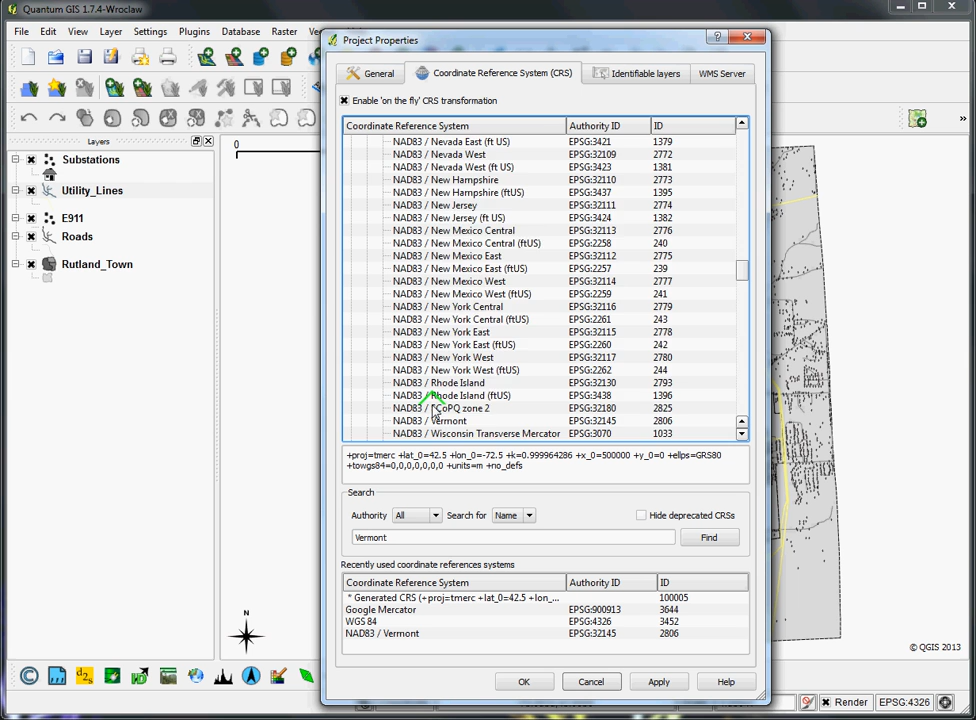 Quantum GIS 1.7.4-Wroclaw
File Edit View Layer Settings Plugins Database Raster
Layers
Substations
Utility_Lines
E911
Roads
Rutland_Town
0
N
Project Properties
General
Coordinate Reference System (CRS)
Identifiable layers
WMS Server
Enable 'on the fly' CRS transformation
Coordinate Reference System Authority ID ID
NAD83 / Nevada East (ft US) EPSG:3421 1379
NAD83 / Nevada West EPSG:32109 2772
NAD83 / Nevada West (ft US) EPSG:3423 1381
NAD83 / New Hampshire EPSG:32110 2773
NAD83 / New Hampshire (ftUS) EPSG:3437 1395
NAD83 / New Jersey EPSG:32111 2774
NAD83 / New Jersey (ft US) EPSG:3424 1382
NAD83 / New Mexico Central EPSG:32113 2776
NAD83 / New Mexico Central (ftUS) EPSG:2258 240
NAD83 / New Mexico East EPSG:32112 2775
NAD83 / New Mexico East (ftUS) EPSG:2257 239
NAD83 / New Mexico West EPSG:32114 2777
NAD83 / New Mexico West (ftUS) EPSG:2259 241
NAD83 / New York Central EPSG:32116 2779
NAD83 / New York Central (ftUS) EPSG:2261 243
NAD83 / New York East EPSG:32115 2778
NAD83 / New York East (ftUS) EPSG:2260 242
NAD83 / New York West EPSG:32117 2780
NAD83 / New York West (ftUS) EPSG:2262 244
NAD83 / Rhode Island EPSG:32130 2793
NAD83 / Rhode Island (ftUS) EPSG:3438 1396
NAD83 / SCoPQ zone 2 EPSG:32180 2825
NAD83 / Vermont EPSG:32145 2806
NAD83 / Wisconsin Transverse Mercator EPSG:3070 1033
+proj=tmerc +lat_0=42.5 +lon_0=-72.5 +k=0.999964286 +x_0=500000 +y_0=0 +ellps=GRS80
+towgs84=0,0,0,0,0,0,0 +units=m +no_defs
Search
Authority All Search for Name Hide deprecated CRSs
Vermont Find
Recently used coordinate references systems
Coordinate Reference System Authority ID ID
* Generated CRS (+proj=tmerc +lat_0=42.5 +lon_... 100005
Google Mercator EPSG:900913 3644
WGS 84 EPSG:4326 3452
NAD83 / Vermont EPSG:32145 2806
OK Cancel Apply Help
© QGIS 2013
Render EPSG:4326